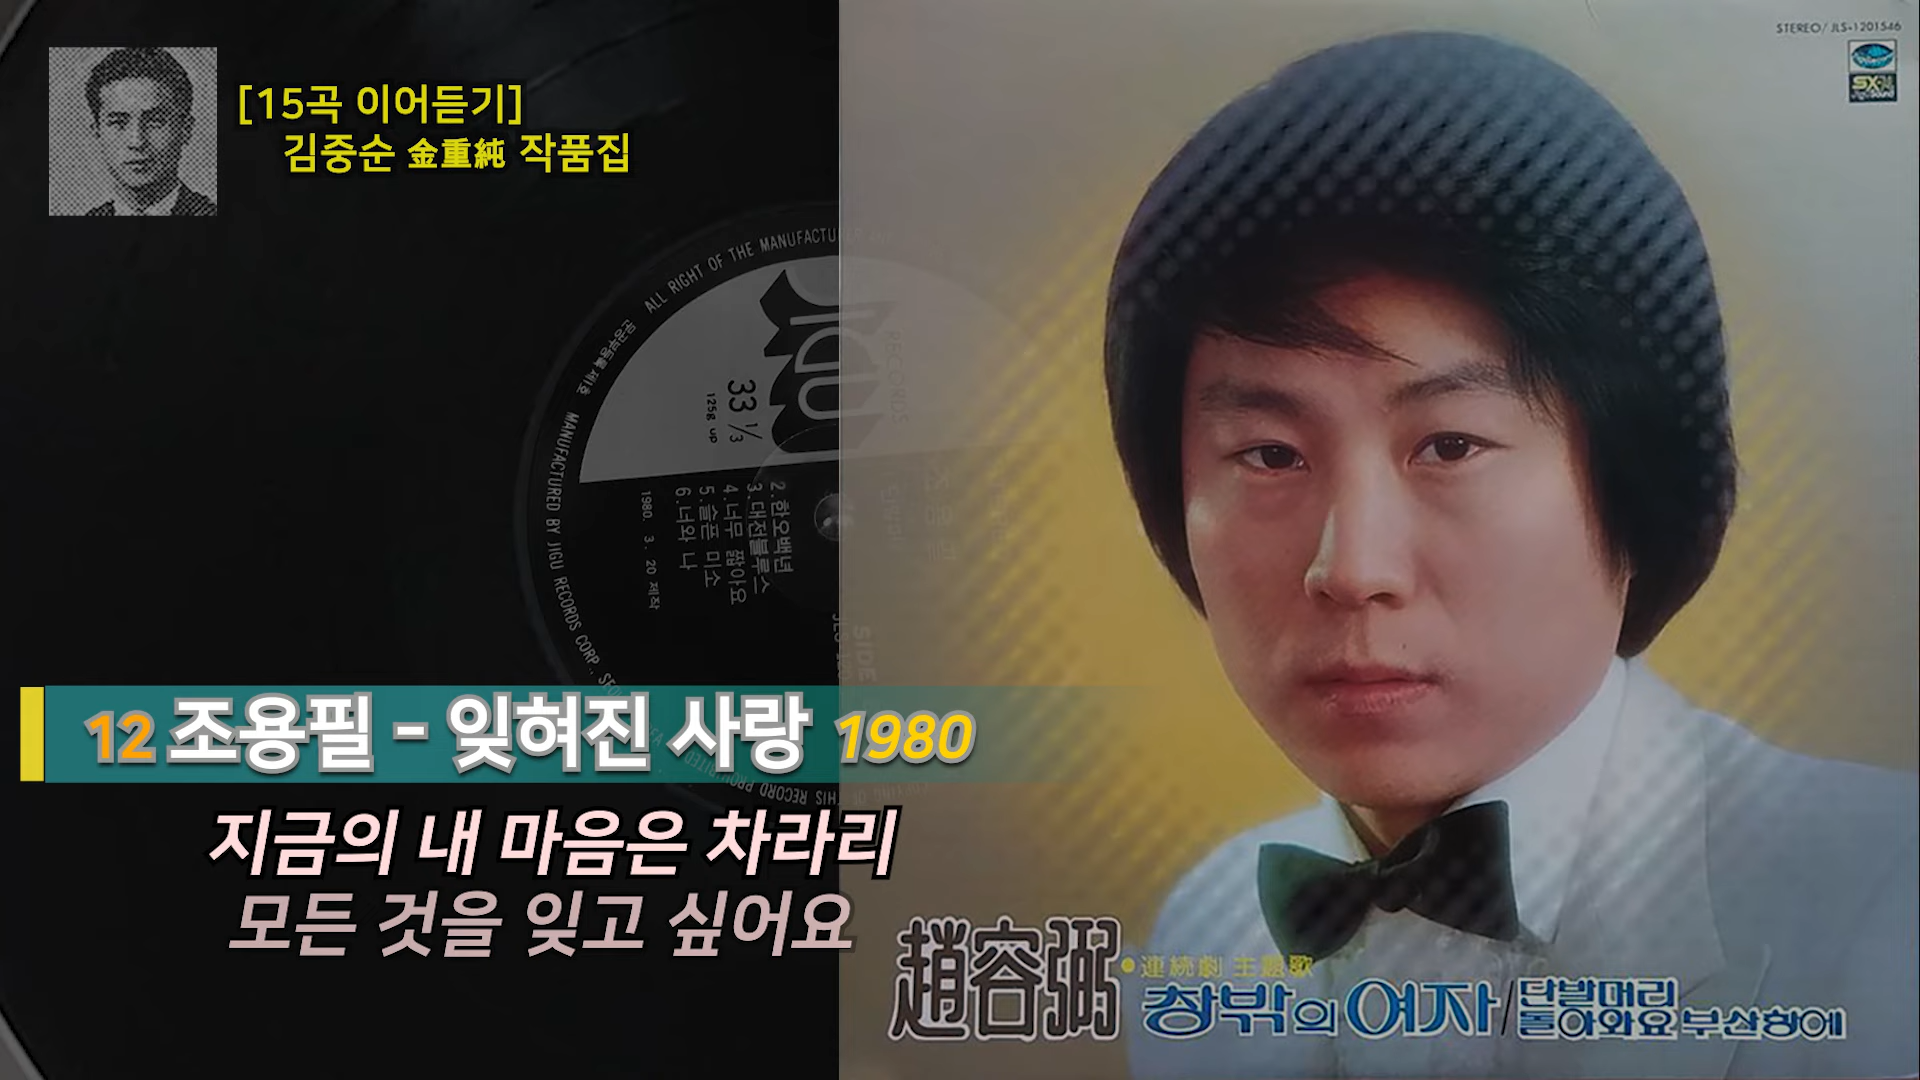 [15곡 이어듣기]
김중순 金重純 작품집
STEREO/ JLS-1201546
ALL RIGHT OF THE MANUFACTURER
RECORDS
JIGU
33 1/3
125g UP
2.한오백년
3.대전블루스
4.너무 짧아요
5.슬픈 미소
6.너와 나
1980. 3. 20 제작
MANUFACTURED BY JIGU RECORDS CORP.,
SIDE
12 조용필 - 잊혀진 사랑 1980
지금의 내 마음은 차라리
모든 것을 잊고 싶어요
趙容弼
●連続劇 主題歌
창밖의 여자/단발머리
돌아와요 부산항에